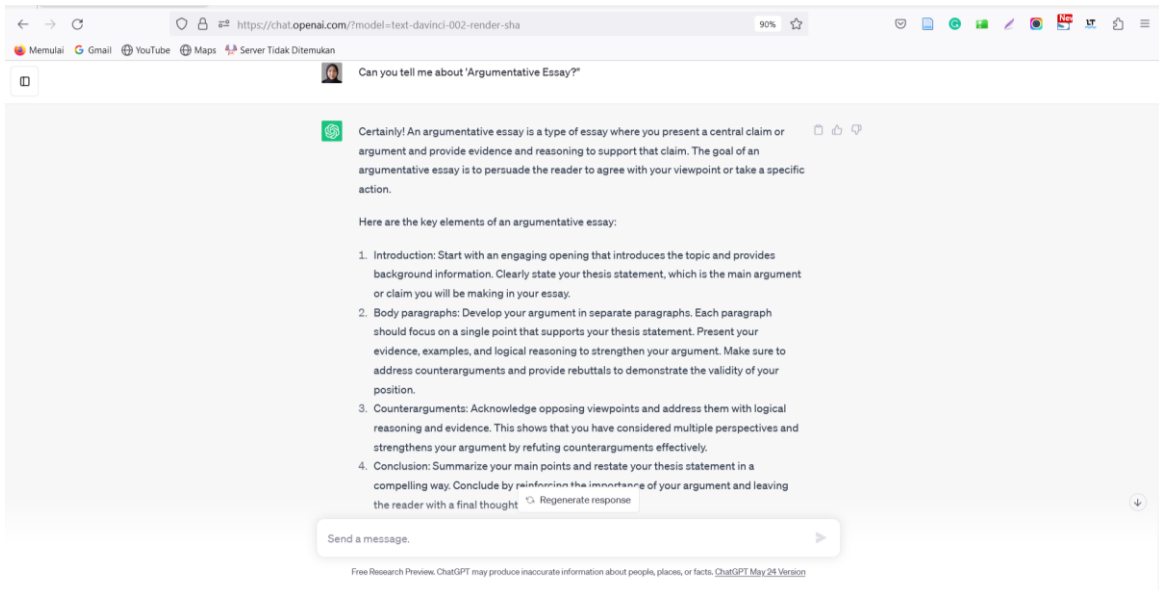 https://chat.openai.com/?model=text-davinci-002-render-sha
90%
New
LT
Memulai Gmail YouTube Maps Server Tidak Ditemukan
Can you tell me about 'Argumentative Essay?"
Certainly! An argumentative essay is a type of essay where you present a central claim or
argument and provide evidence and reasoning to support that claim. The goal of an
argumentative essay is to persuade the reader to agree with your viewpoint or take a specific
action.
Here are the key elements of an argumentative essay:
1. Introduction: Start with an engaging opening that introduces the topic and provides
background information. Clearly state your thesis statement, which is the main argument
or claim you will be making in your essay.
2. Body paragraphs: Develop your argument in separate paragraphs. Each paragraph
should focus on a single point that supports your thesis statement. Present your
evidence, examples, and logical reasoning to strengthen your argument. Make sure to
address counterarguments and provide rebuttals to demonstrate the validity of your
position.
3. Counterarguments: Acknowledge opposing viewpoints and address them with logical
reasoning and evidence. This shows that you have considered multiple perspectives and
strengthens your argument by refuting counterarguments effectively.
4. Conclusion: Summarize your main points and restate your thesis statement in a
compelling way. Conclude by reinforcing the importance of your argument and leaving
the reader with a final thought
Regenerate response
Send a message.
Free Research Preview. ChatGPT may produce inaccurate information about people, places, or facts. ChatGPT May 24 Version